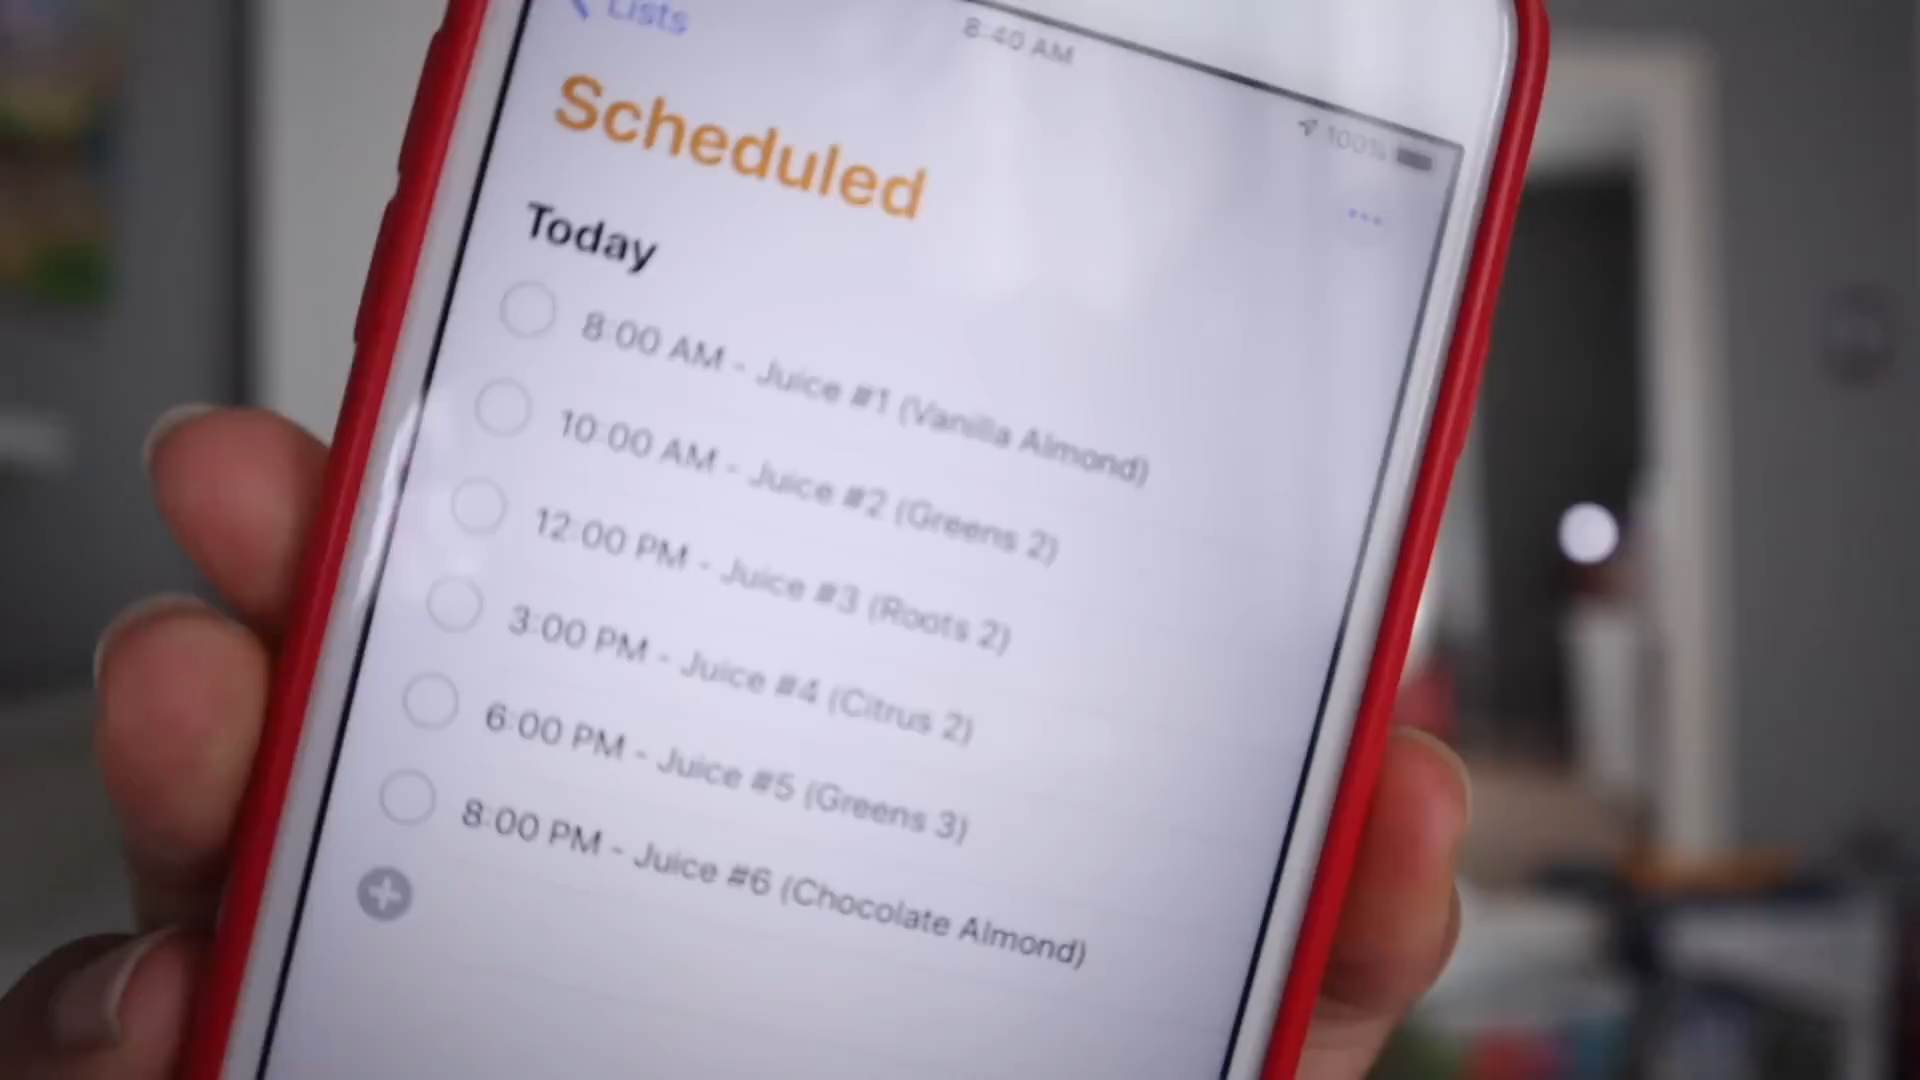 Lists
8:40 AM
100%
Scheduled
Today
8:00 AM - Juice #1 (Vanilla Almond)
10:00 AM - Juice #2 (Greens 2)
12:00 PM - Juice #3 (Roots 2)
3:00 PM - Juice #4 (Citrus 2)
6:00 PM - Juice #5 (Greens 3)
8:00 PM - Juice #6 (Chocolate Almond)